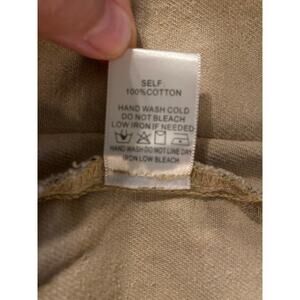 SELF:
100%COTTON
HAND WASH COLD
DO NOT BLEACH
LOW IRON IF NEEDED
HAND WASH DO NOT LINE DRY
IRON LOW BLEACH